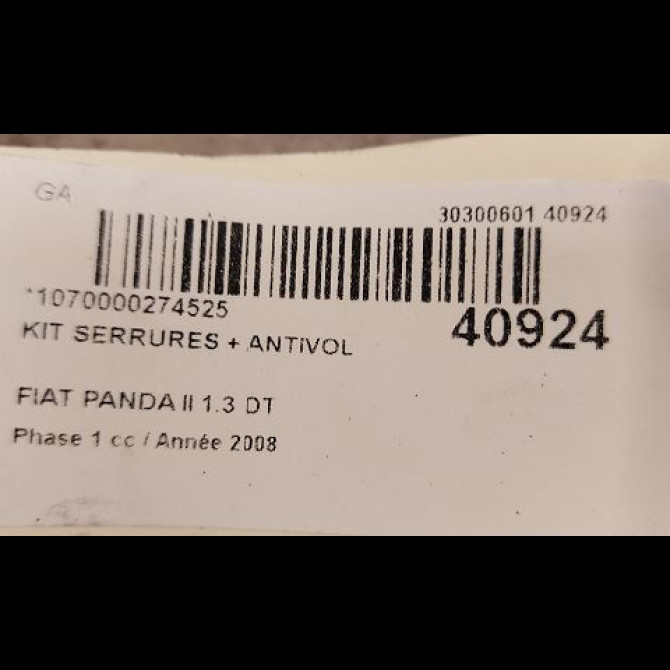 GA
30300601 40924
*1070000274525
40924
KIT SERRURES + ANTIVOL
FIAT PANDA II 1.3 DT
Phase 1 cc / Année 2008